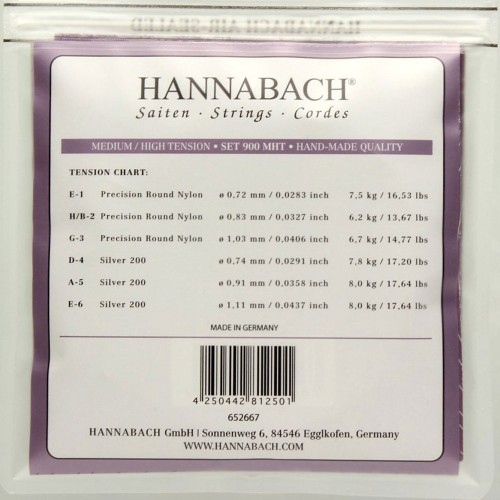 HANNABACH AIR-SEALED
HANNABACH®
Saiten · Strings · Cordes
MEDIUM / HIGH TENSION • SET 900 MHT • HAND-MADE QUALITY
TENSION CHART:
E-1 Precision Round Nylon ø 0,72 mm / 0,0283 inch 7,5 kg / 16,53 lbs
H/B-2 Precision Round Nylon ø 0,83 mm / 0,0327 inch 6,2 kg / 13,67 lbs
G-3 Precision Round Nylon ø 1,03 mm / 0,0406 inch 6,7 kg / 14,77 lbs
D-4 Silver 200 ø 0,74 mm / 0,0291 inch 7,8 kg / 17,20 lbs
A-5 Silver 200 ø 0,91 mm / 0,0358 inch 8,0 kg / 17,64 lbs
E-6 Silver 200 ø 1,11 mm / 0,0437 inch 8,0 kg / 17,64 lbs
MADE IN GERMANY
4 250442 812501
652667
HANNABACH GmbH | Sonnenweg 6, 84546 Egglkofen, Germany
WWW.HANNABACH.COM